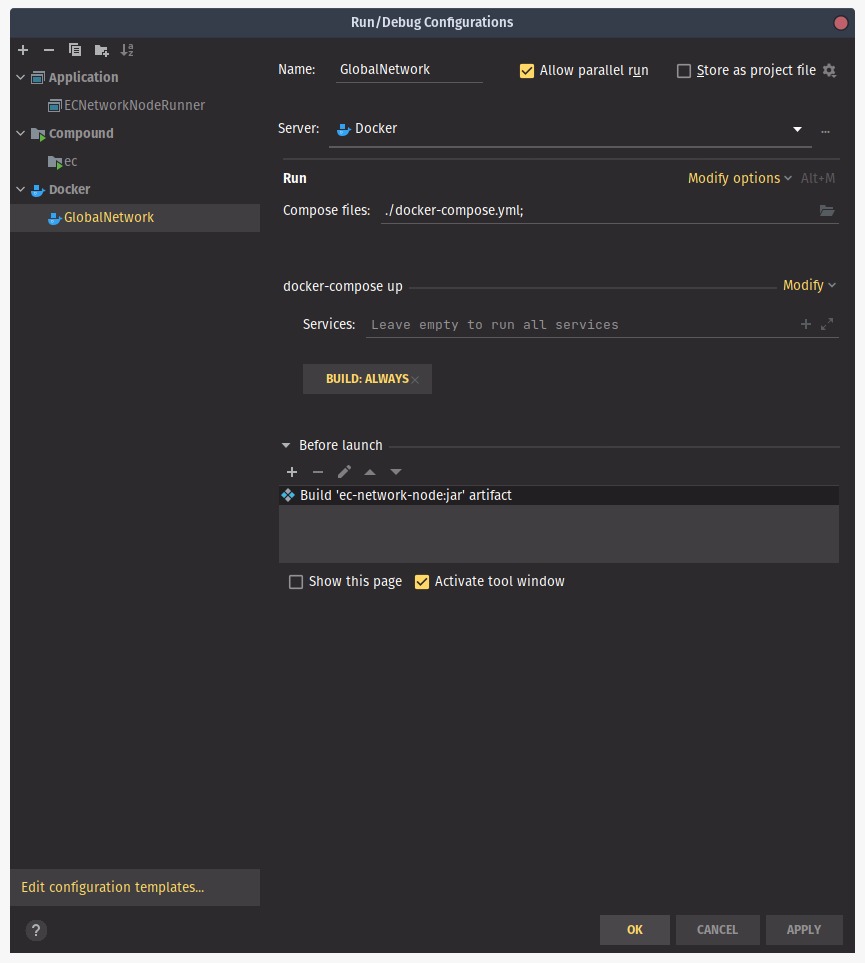 Run/Debug Configurations
Application
ECNetworkNodeRunner
Compound
ec
Docker
GlobalNetwork
Edit configuration templates...
?
Name: GlobalNetwork Allow parallel run Store as project file
Server: Docker ...
Run Modify options Alt+M
Compose files: ./docker-compose.yml;
docker-compose up Modify
Services: Leave empty to run all services
BUILD: ALWAYS
Before launch
Build 'ec-network-node:jar' artifact
Show this page Activate tool window
OK CANCEL APPLY